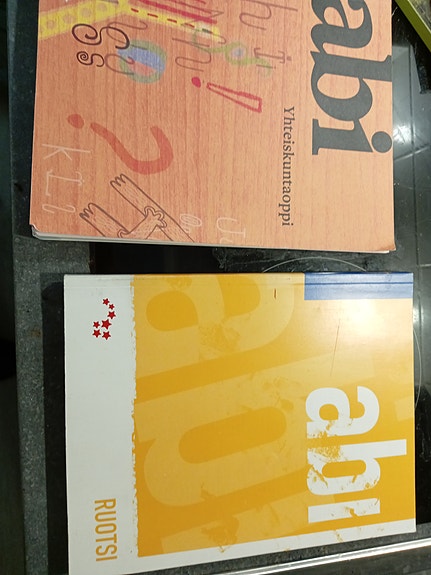 abi
Yhteiskuntaoppi
abi
RUOTSI